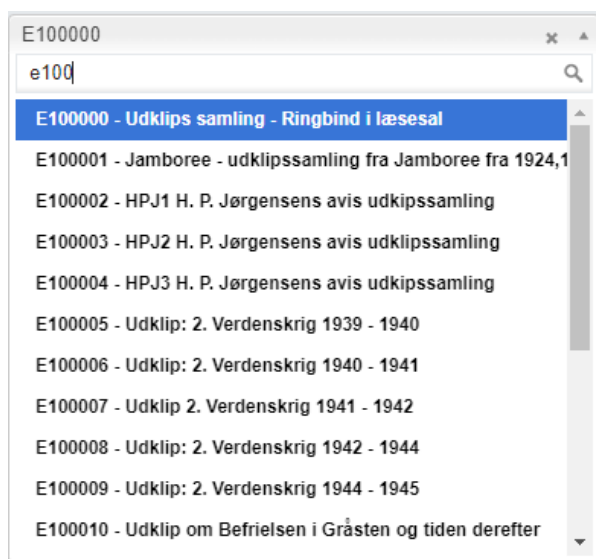 E100000
e100
E100000 - Udklips samling - Ringbind i læsesal
E100001 - Jamboree - udklipssamling fra Jamboree fra 1924,1
E100002 - HPJ1 H. P. Jørgensens avis udkipssamling
E100003 - HPJ2 H. P. Jørgensens avis udklipssamling
E100004 - HPJ3 H. P. Jørgensens avis udkipssamling
E100005 - Udklip: 2. Verdenskrig 1939 - 1940
E100006 - Udklip: 2. Verdenskrig 1940 - 1941
E100007 - Udklip 2. Verdenskrig 1941 - 1942
E100008 - Udklip: 2. Verdenskrig 1942 - 1944
E100009 - Udklip: 2. Verdenskrig 1944 - 1945
E100010 - Udklip om Befrielsen i Gråsten og tiden derefter